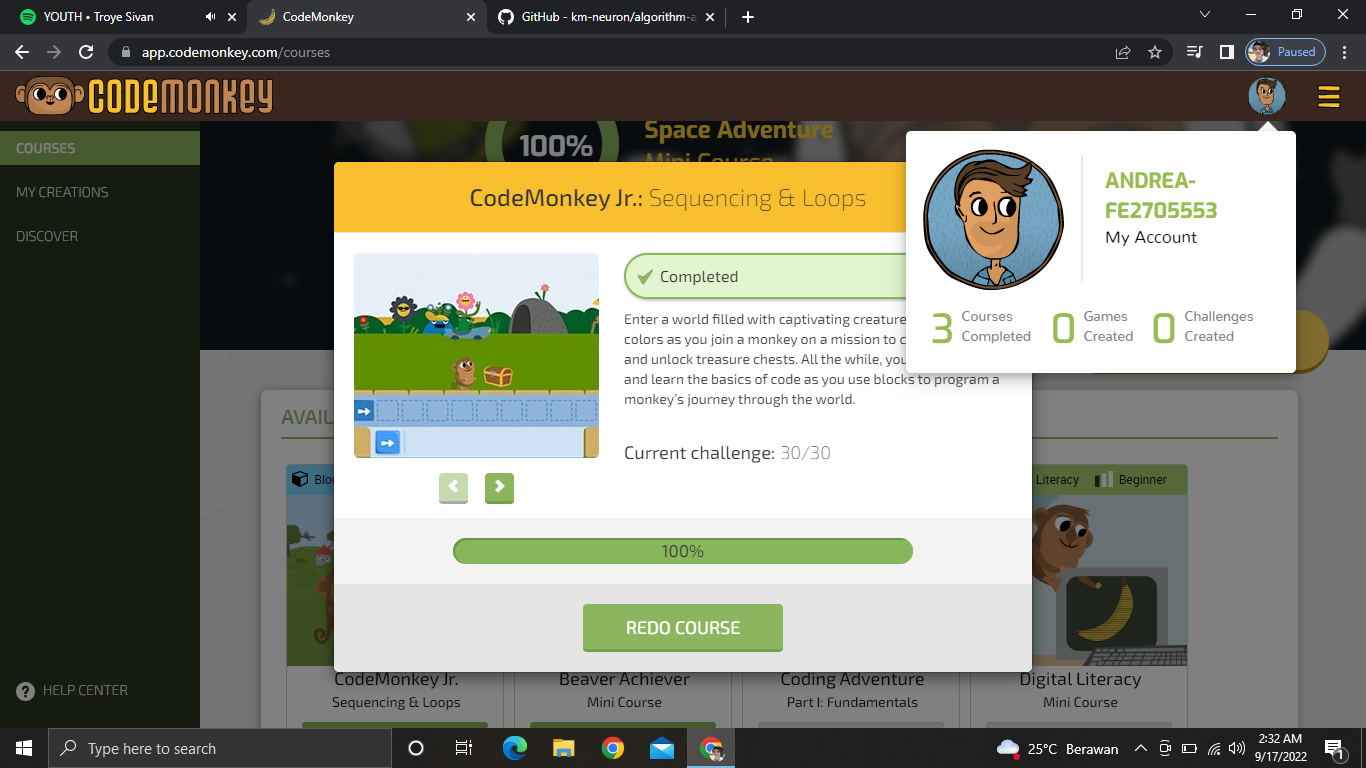 YOUTH • Troye Sivan
CodeMonkey
GitHub - km-neuron/algorithm-a
app.codemonkey.com/courses
Paused
CODEMONKEY
COURSES
MY CREATIONS
DISCOVER
HELP CENTER
100%
Space Adventure
Mini Course
ANDREA-
FE2705553
My Account
3 Courses
Completed
0 Games
Created
0 Challenges
Created
CodeMonkey Jr.: Sequencing & Loops
Completed
Enter a world filled with captivating creature
colors as you join a monkey on a mission to c
and unlock treasure chests. All the while, you
and learn the basics of code as you use blocks to program a
monkey's journey through the world.
Current challenge: 30/30
100%
REDO COURSE
AVAIL
Bloc
Literacy
Beginner
CodeMonkey Jr.
Sequencing & Loops
Beaver Achiever
Mini Course
Coding Adventure
Part I: Fundamentals
Digital Literacy
Mini Course
Type here to search
25°C Berawan
2:32 AM
9/17/2022
1